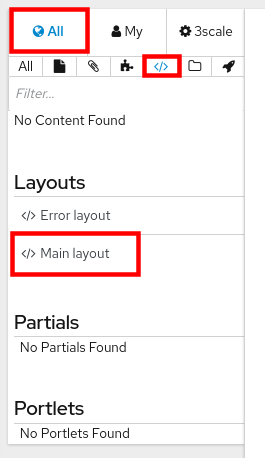 All My 3scale
All </>
Filter...
No Content Found
Layouts
</> Error layout
</> Main layout
Partials
No Partials Found
Portlets
No Portlets Found